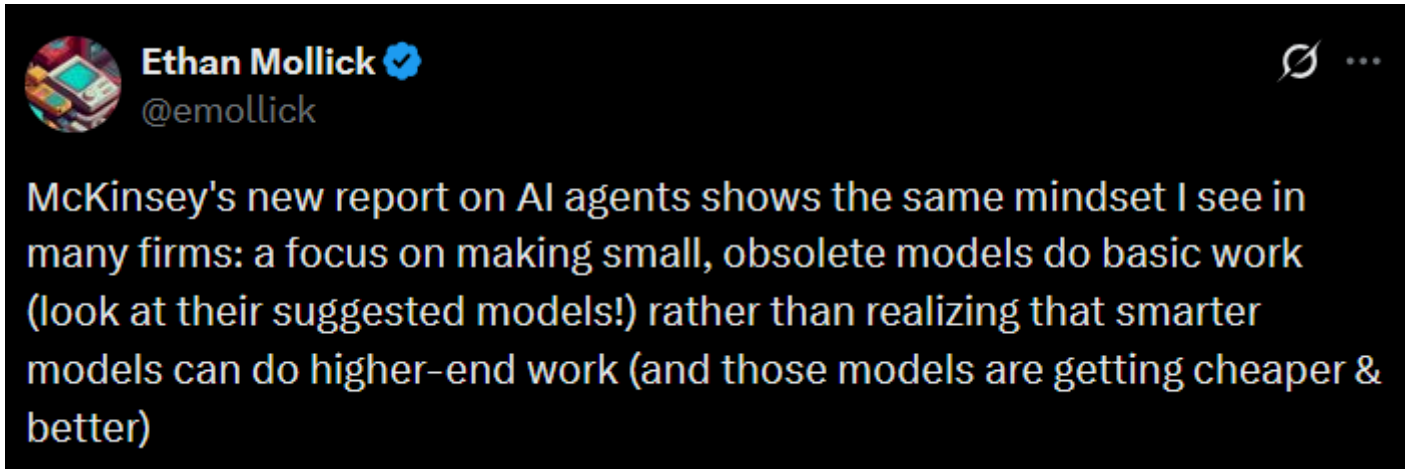 Ethan Mollick
@emollick
McKinsey's new report on AI agents shows the same mindset I see in
many firms: a focus on making small, obsolete models do basic work
(look at their suggested models!) rather than realizing that smarter
models can do higher-end work (and those models are getting cheaper &
better)